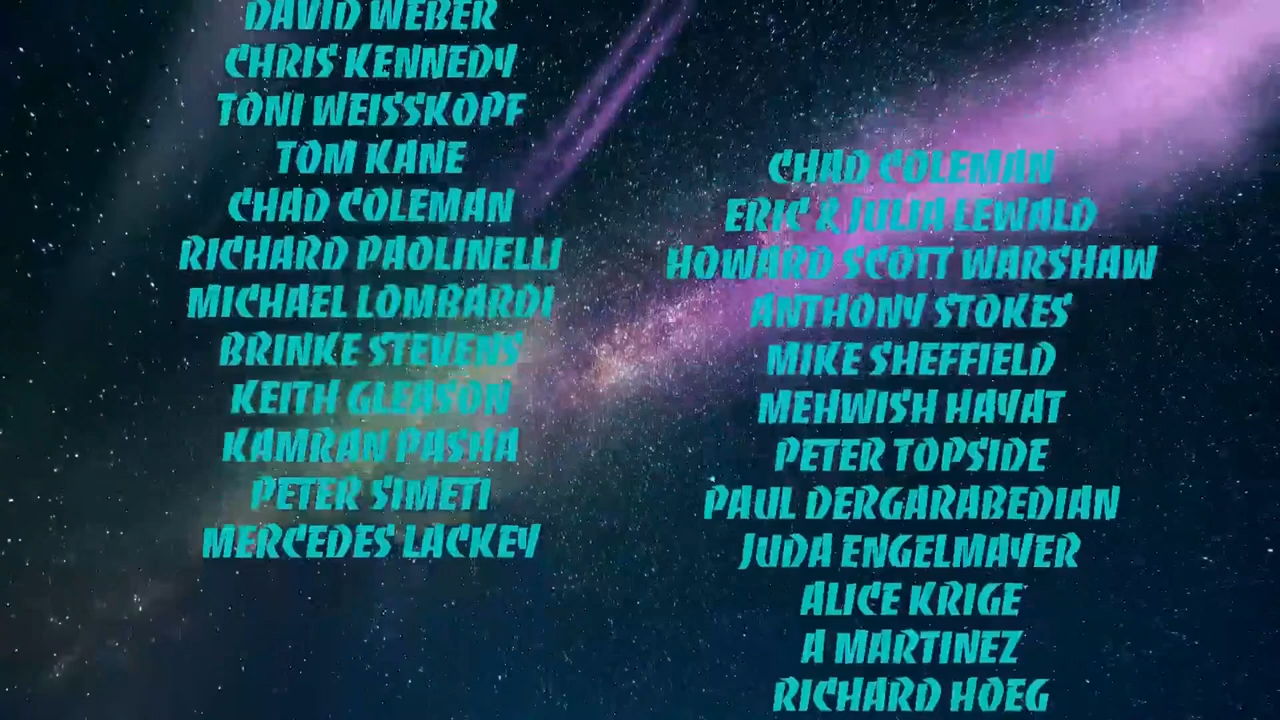 DAVID WEBER
CHRIS KENNEDY
TONI WEISSKOPF
TOM KANE
CHAD COLEMAN
RICHARD PAOLINELLI
MICHAEL LOMBARDI
BRINKE STEVENS
KEITH GLEASON
KAMRAN PASHA
PETER SIMETI
MERCEDES LACKEY
CHAD COLEMAN
ERIC & JULIA LEWALD
HOWARD SCOTT WARSHAW
ANTHONY STOKES
MIKE SHEFFIELD
MEHWISH HAYAT
PETER TOPSIDE
PAUL DERGARABEDIAN
JUDA ENGELMAYER
ALICE KRIGE
A MARTINEZ
RICHARD HOEG